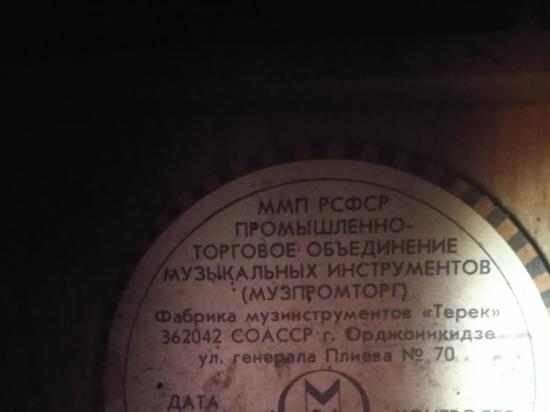 ММП РСФСР
ПРОМЫШЛЕННО-
ТОРГОВОЕ ОБЪЕДИНЕНИЕ
МУЗЫКАЛЬНЫХ ИНСТРУМЕНТОВ
(МУЗПРОМТОРГ)
Фабрика музинструментов «Терек»
362042 СОАССР г. Орджоникидзе
ул. генерала Плиева № 70
ДАТА